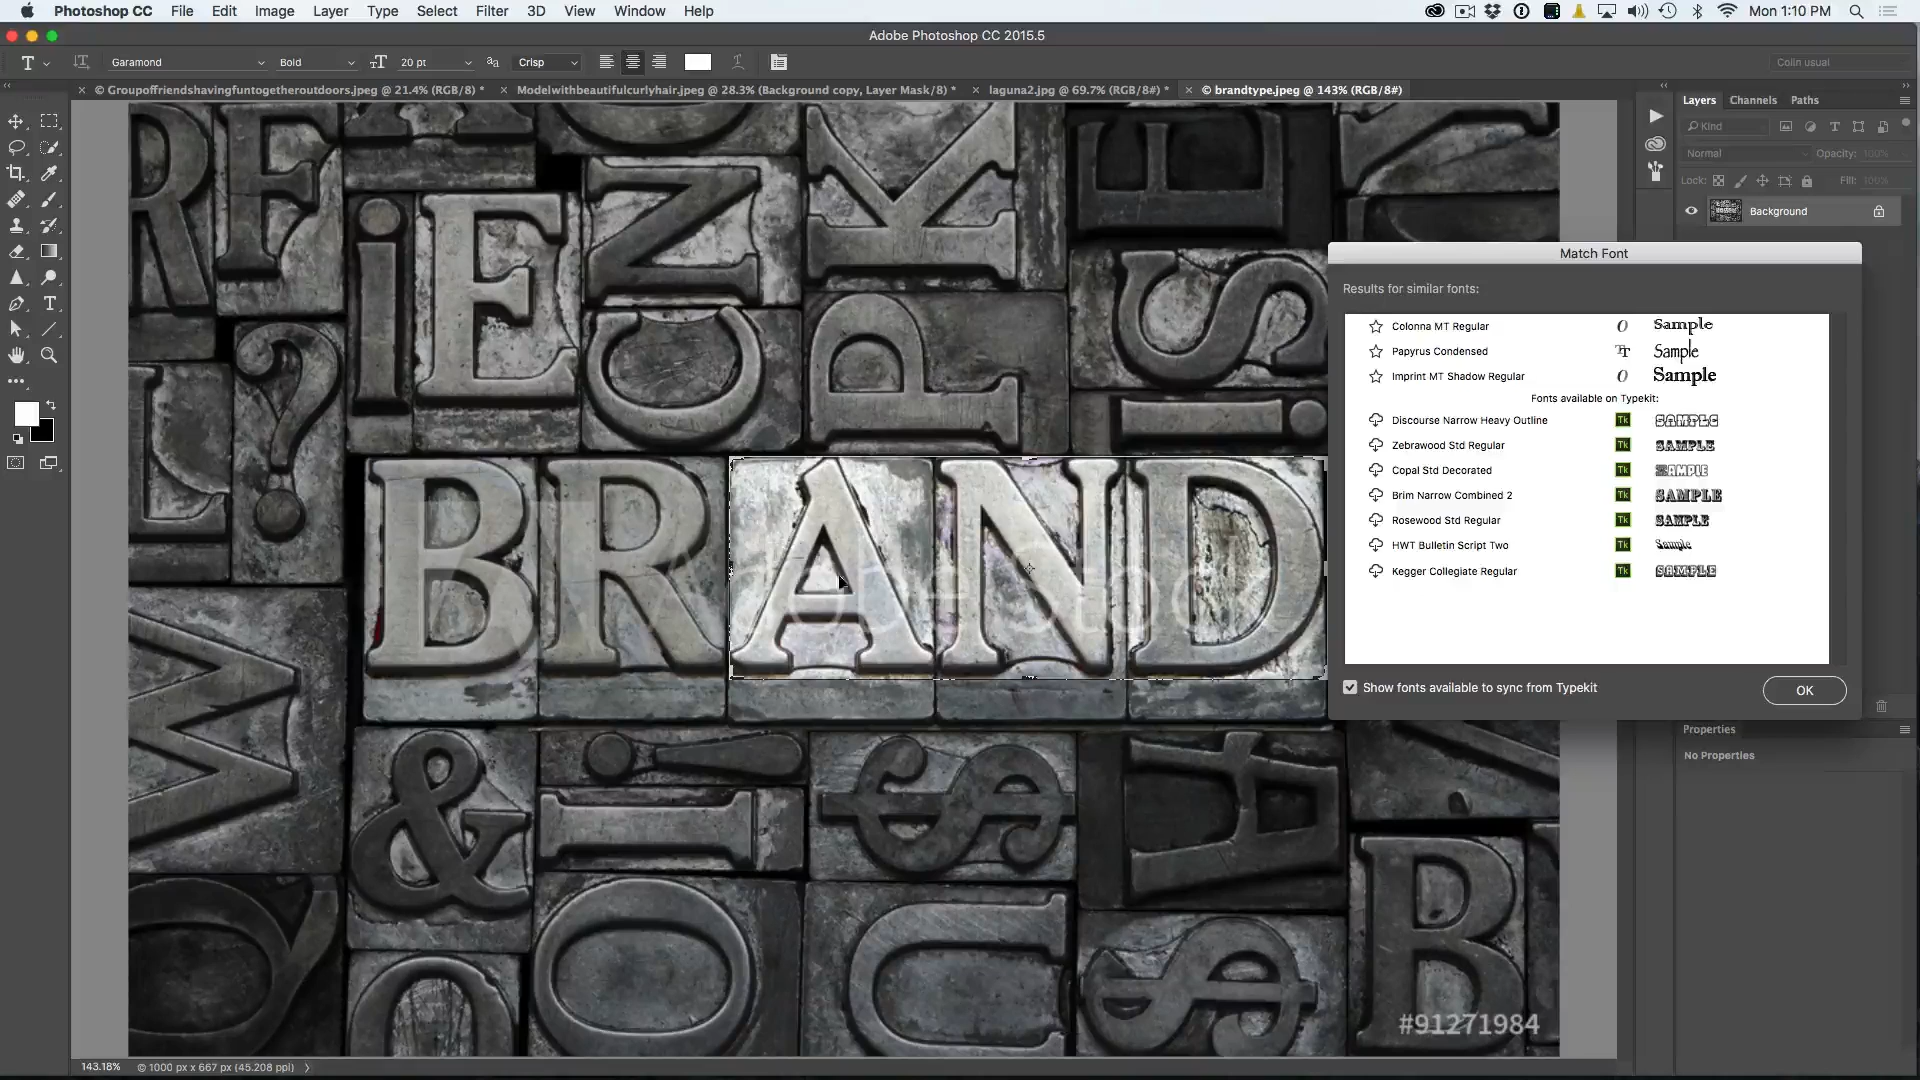 Photoshop CC File Edit Image Layer Type Select Filter 3D View Window Help Mon 1:10 PM
Adobe Photoshop CC 2015.5
Garamond Bold 20 pt Crisp Colin usual
© Groupoffriendshavingfuntogetheroutdoors.jpeg @ 21.4% (RGB/8) * Modelwithbeautifulcurlyhair.jpeg @ 28.3% (Background copy, Layer Mask/8) * laguna2.jpg @ 69.7% (RGB/8#) * © brandtype.jpeg @ 143% (RGB/8#)
Layers Channels Paths
Kind
Normal Opacity: 100%
Lock: Fill: 100%
Background
R F
i E N K S E
? C P
L
BRAND
Adobe Stock
W & ! $ A
I
Q O U $ B
#91271984
Match Font
Results for similar fonts:
Colonna MT Regular O Sample
Papyrus Condensed TT Sample
Imprint MT Shadow Regular O Sample
Fonts available on Typekit:
Discourse Narrow Heavy Outline Tk SAMPLE
Zebrawood Std Regular Tk SAMPLE
Copal Std Decorated Tk SAMPLE
Brim Narrow Combined 2 Tk SAMPLE
Rosewood Std Regular Tk SAMPLE
HWT Bulletin Script Two Tk Sample
Kegger Collegiate Regular Tk SAMPLE
Show fonts available to sync from Typekit OK
Properties
No Properties
143.18% © 1000 px x 667 px (45.208 ppi)